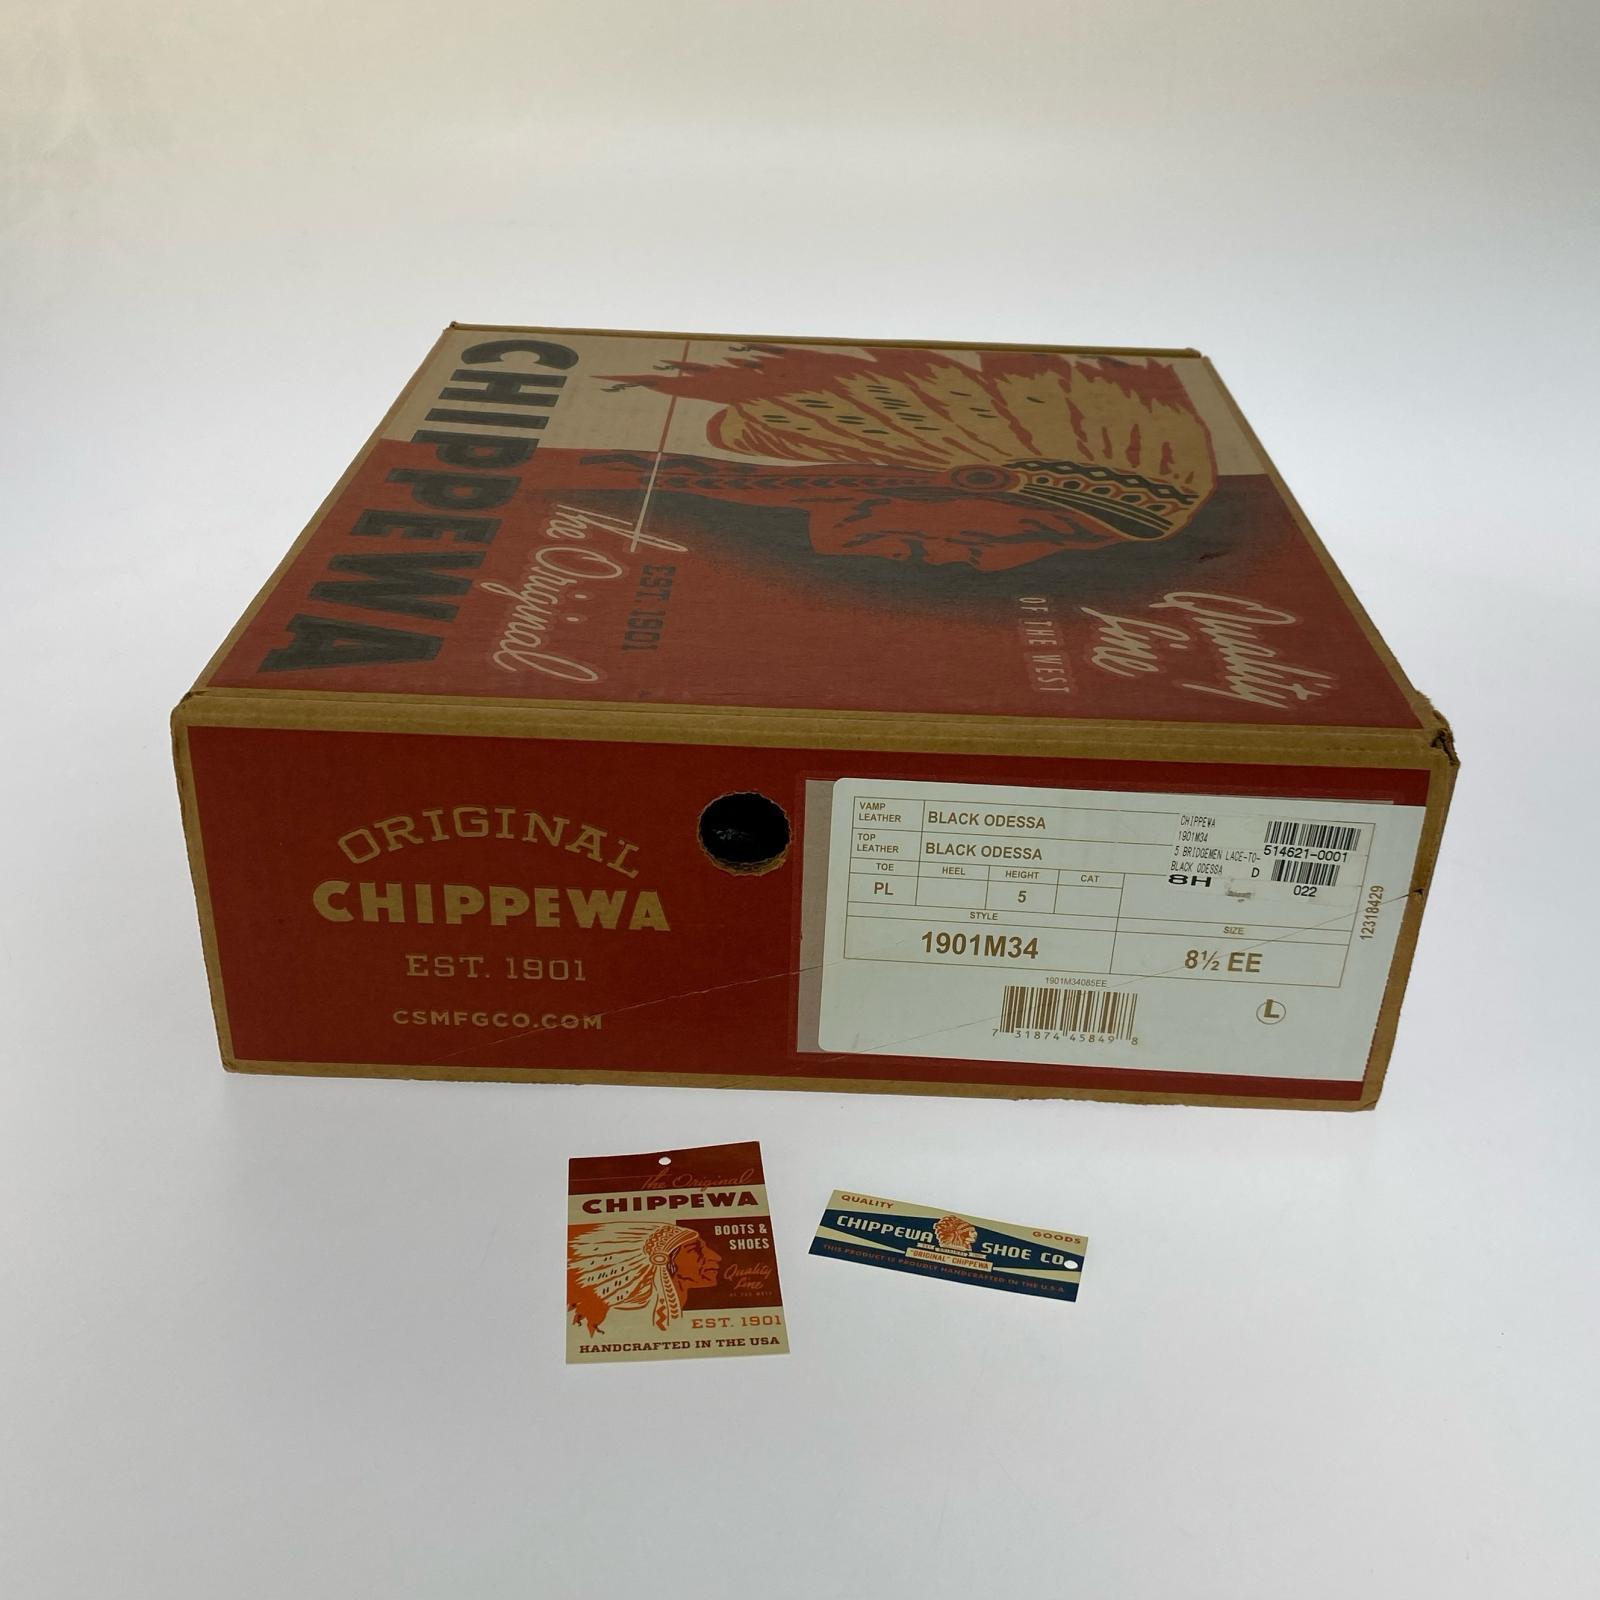 CHIPPEWA
The Original
EST. 1901
Quality
Line
OF THE WEST
ORIGINAL
CHIPPEWA
EST. 1901
CSMFGCO.COM
VAMP LEATHER BLACK ODESSA
TOP LEATHER BLACK ODESSA
TOE HEEL HEIGHT CAT
PL 5
STYLE
1901M34
SIZE
8½ EE
1901M34085EE
7 31874 45849 8
L
12318429
CHIPPEWA
1901M34
5 BRIDGEMEN LACE-TO-
BLACK ODESSA D
8H
514621-0001
022
The Original
CHIPPEWA
BOOTS &
SHOES
Quality
Line
OF THE WEST
EST. 1901
HANDCRAFTED IN THE USA
QUALITY
GOODS
CHIPPEWA SHOE CO.
"ORIGINAL" CHIPPEWA
THIS PRODUCT IS PROUDLY HANDCRAFTED IN THE U.S.A.